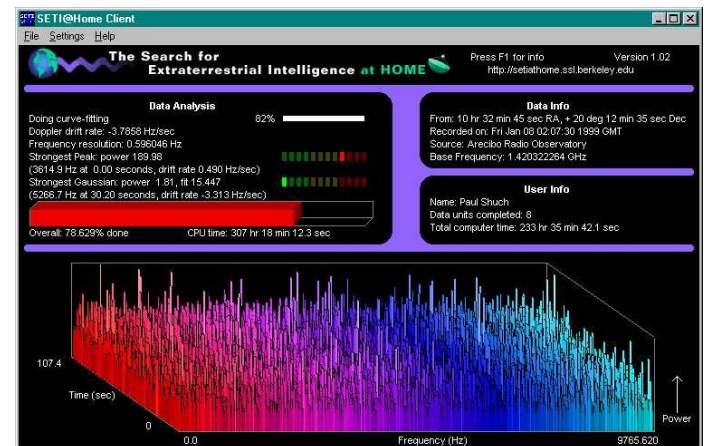 SETI@Home Client
File Settings Help
The Search for
Extraterrestrial Intelligence at HOME
Press F1 for info Version 1.02
http://setiathome.ssl.berkeley.edu
Data Analysis
Doing curve-fitting 82%
Doppler drift rate: -3.7858 Hz/sec
Frequency resolution: 0.596046 Hz
Strongest Peak: power 189.98
(3614.9 Hz at 0.00 seconds, drift rate 0.490 Hz/sec)
Strongest Gaussian: power 1.81, fit 15.447
(5266.7 Hz at 30.20 seconds, drift rate -3.313 Hz/sec)
Overall: 78.629% done CPU time: 307 hr 18 min 12.3 sec
Data Info
From: 10 hr 32 min 45 sec RA, + 20 deg 12 min 35 sec Dec
Recorded on: Fri Jan 08 02:07:30 1999 GMT
Source: Arecibo Radio Observatory
Base Frequency: 1.420322264 GHz
User Info
Name: Paul Shuch
Data units completed: 8
Total computer time: 233 hr 35 min 42.1 sec
107.4
Time (sec)
0
0.0
Frequency (Hz)
9765.620
Power